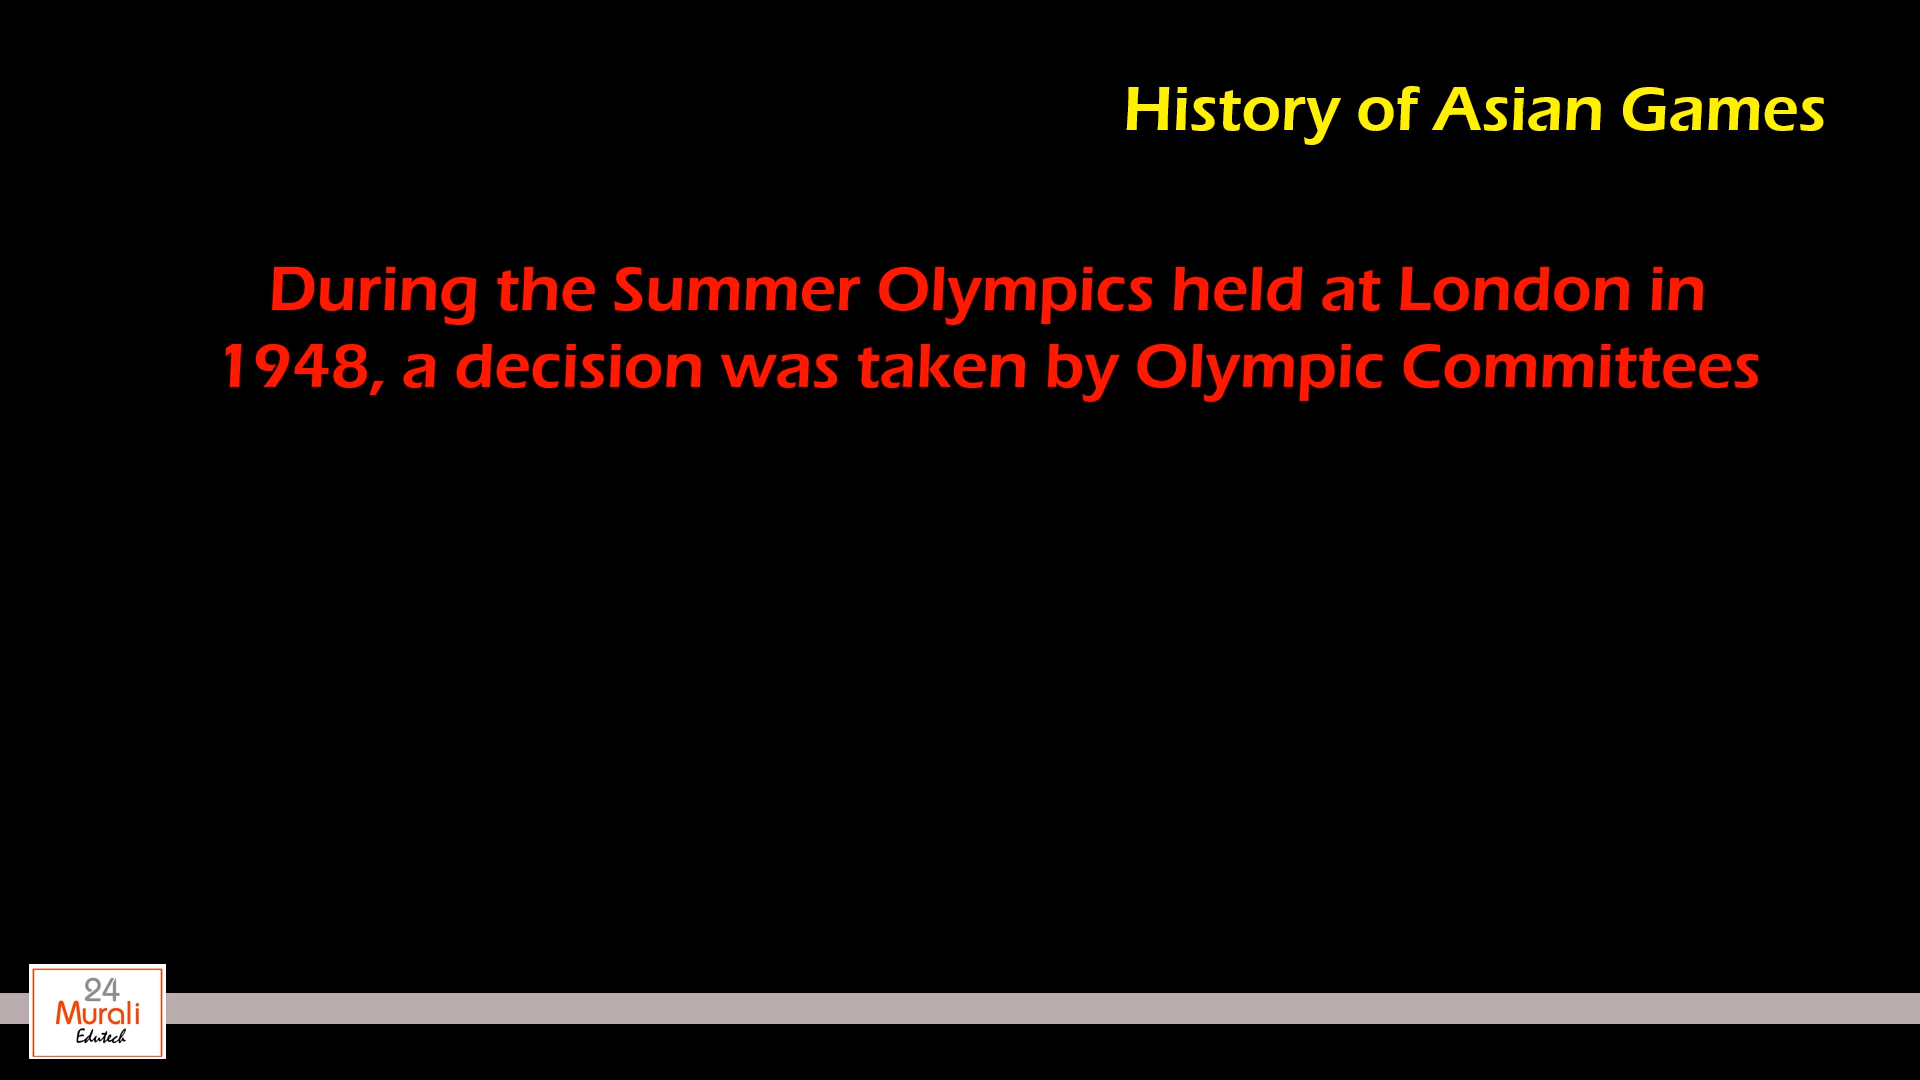 History of Asian Games
During the Summer Olympics held at London in
1948, a decision was taken by Olympic Committees
24
Murali
Edutech